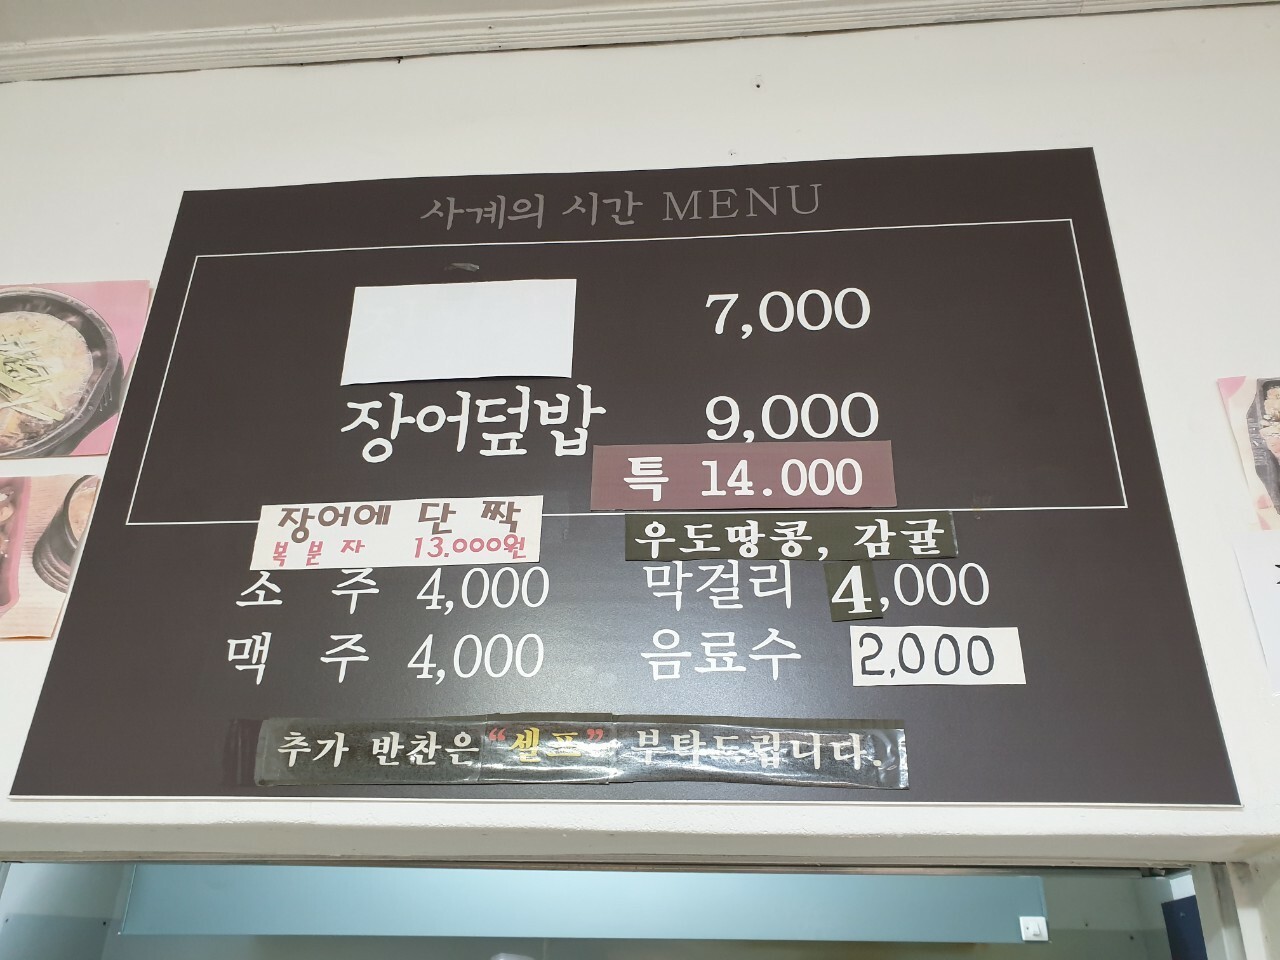 사계의 시간 MENU
7,000
장어덮밥 9,000
특 14.000
장어에 단짝
복분자 13.000원
우도땅콩, 감귤
소 주 4,000 막걸리 4,000
맥 주 4,000 음료수 2,000
추가 반찬은 “셀프” 부탁드립니다.